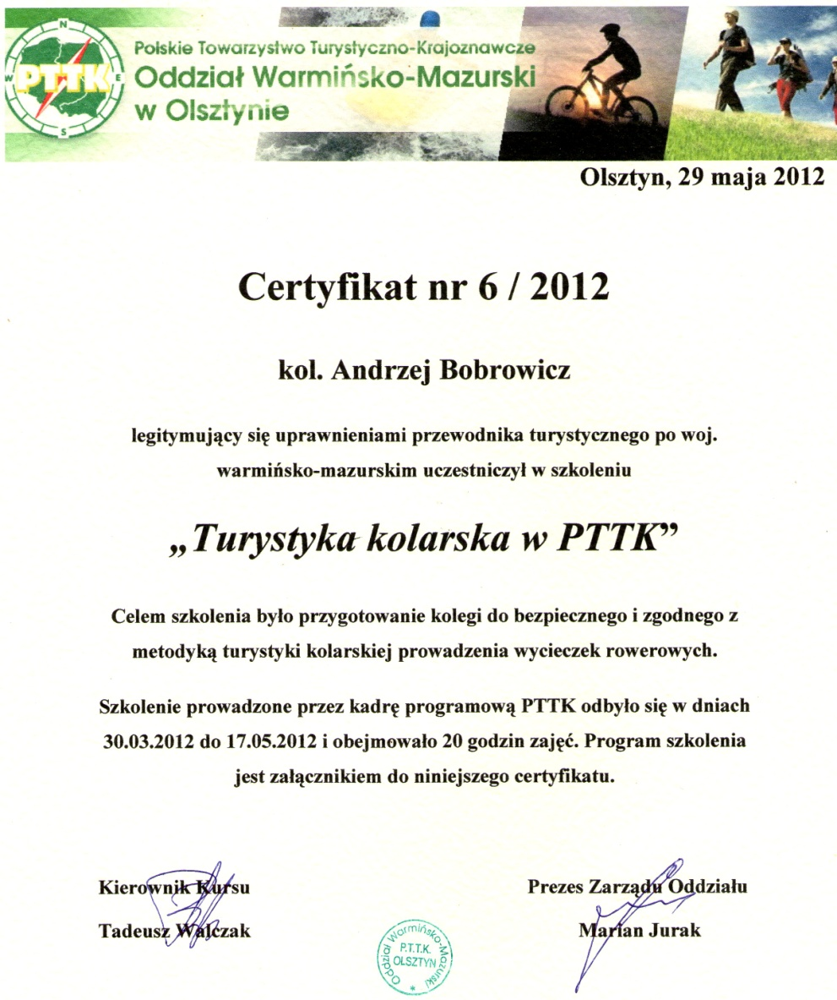 N
W
E
S
PTTK
Polskie Towarzystwo Turystyczno-Krajoznawcze
Oddział Warmińsko-Mazurski
w Olsztynie
Olsztyn, 29 maja 2012
Certyfikat nr 6 / 2012
kol. Andrzej Bobrowicz
legitymujący się uprawnieniami przewodnika turystycznego po woj.
warmińsko-mazurskim uczestniczył w szkoleniu
„Turystyka kolarska w PTTK”
Celem szkolenia było przygotowanie kolegi do bezpiecznego i zgodnego z
metodyką turystyki kolarskiej prowadzenia wycieczek rowerowych.
Szkolenie prowadzone przez kadrę programową PTTK odbyło się w dniach
30.03.2012 do 17.05.2012 i obejmowało 20 godzin zajęć. Program szkolenia
jest załącznikiem do niniejszego certyfikatu.
Kierownik Kursu
Tadeusz Walczak
Prezes Zarządu Oddziału
Marian Jurak
Oddział Warmińsko-Mazurski
P.T.T.K.
OLSZTYN
*